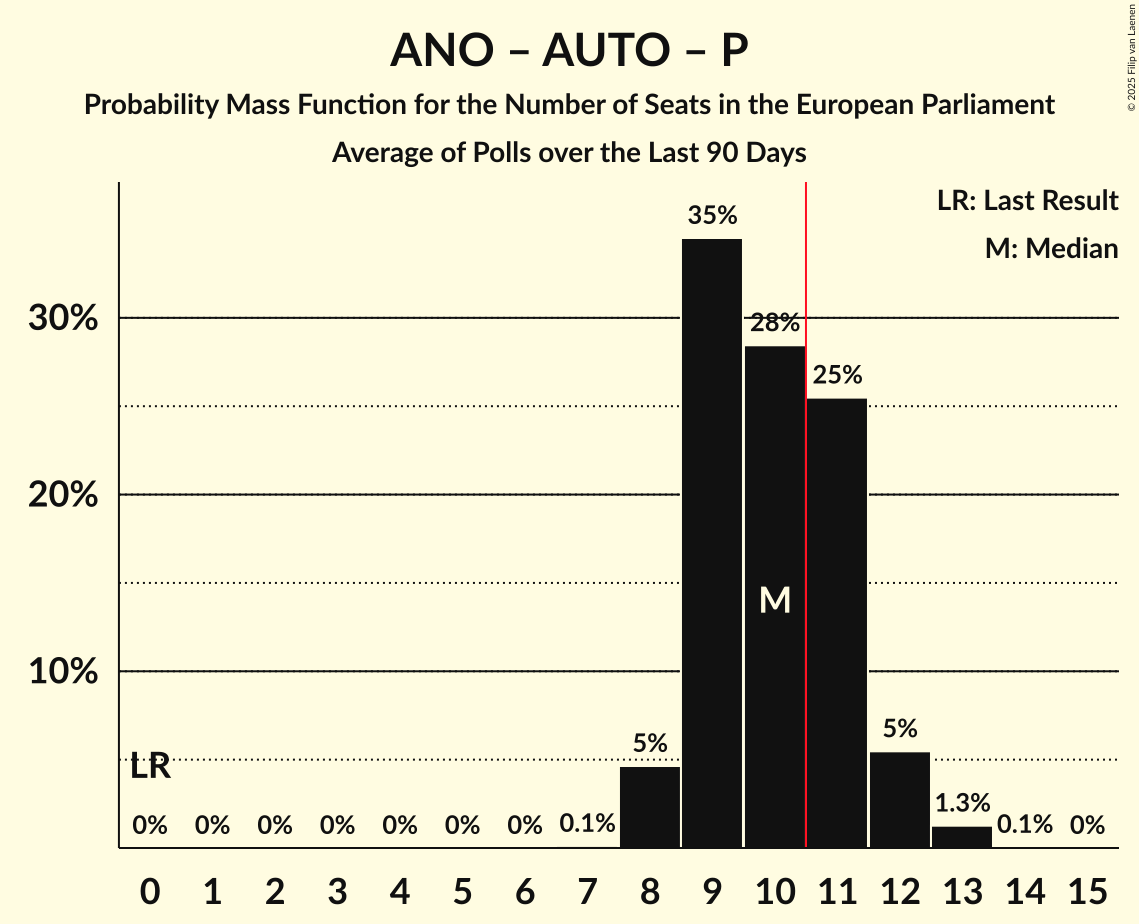 ANO – AUTO – P
Probability Mass Function for the Number of Seats in the European Parliament
Average of Polls over the Last 90 Days
© 2025 Filip van Laenen
LR: Last Result
M: Median
35%
30%
28%
25%
20%
M
10%
LR
5%
5%
0% 0% 0% 0% 0% 0% 0% 0.1% 1.3% 0.1% 0%
0 1 2 3 4 5 6 7 8 9 10 11 12 13 14 15